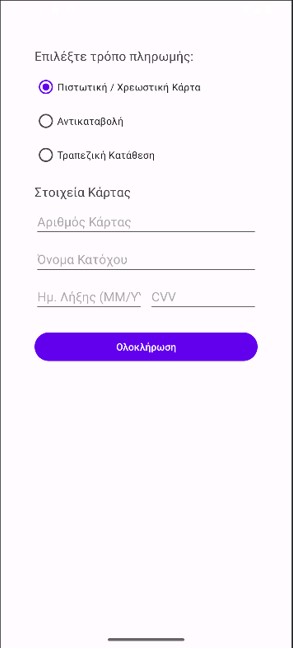 Επιλέξτε τρόπο πληρωμής:
Πιστωτική / Χρεωστική Κάρτα
Αντικαταβολή
Τραπεζική Κατάθεση
Στοιχεία Κάρτας
Αριθμός Κάρτας
Όνομα Κατόχου
Ημ. Λήξης (MM/Y CVV
Ολοκλήρωση